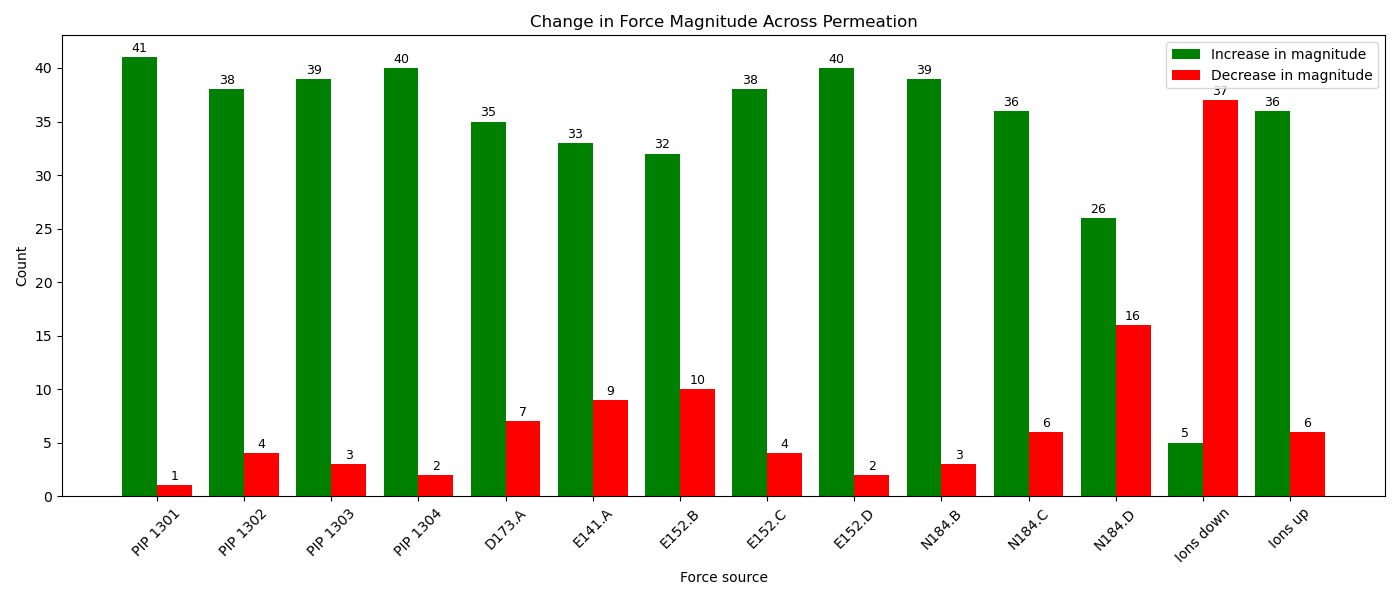 Change in Force Magnitude Across Permeation
Increase in magnitude
Decrease in magnitude
Count
40
35
30
25
20
15
10
5
0
41
1
38
4
39
3
40
2
35
7
33
9
32
10
38
4
40
2
39
3
36
6
26
16
5
37
36
6
PIP 1301
PIP 1302
PIP 1303
PIP 1304
D173.A
E141.A
E152.B
E152.C
E152.D
N184.B
N184.C
N184.D
Ions down
Ions up
Force source